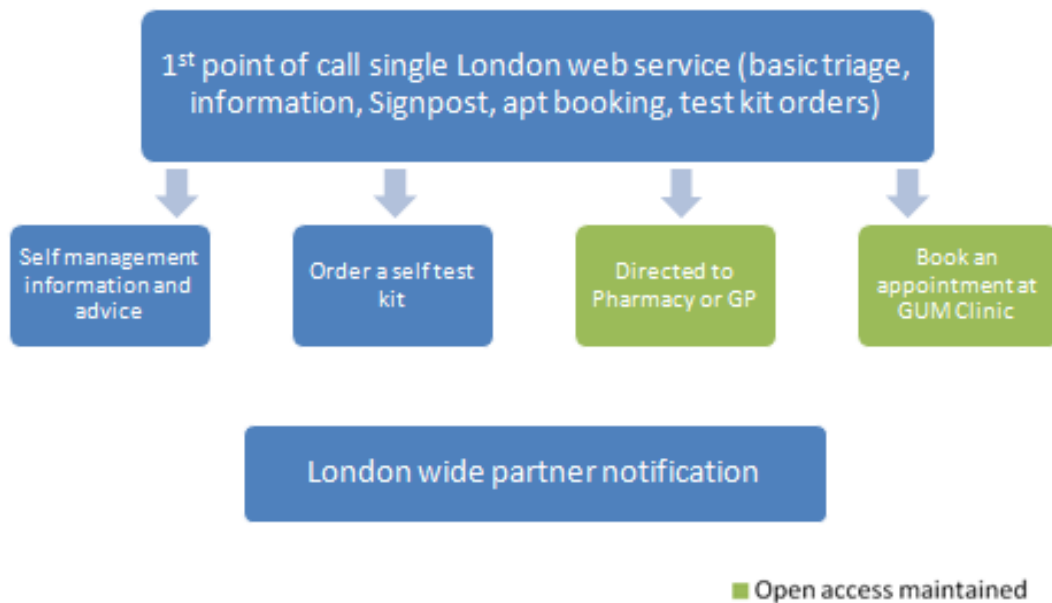 1st point of call single London web service (basic triage,
information, Signpost, apt booking, test kit orders)
Self management
information and
advice
Order a self test
kit
Directed to
Pharmacy or GP
Book an
appointment at
GUM Clinic
London wide partner notification
Open access maintained